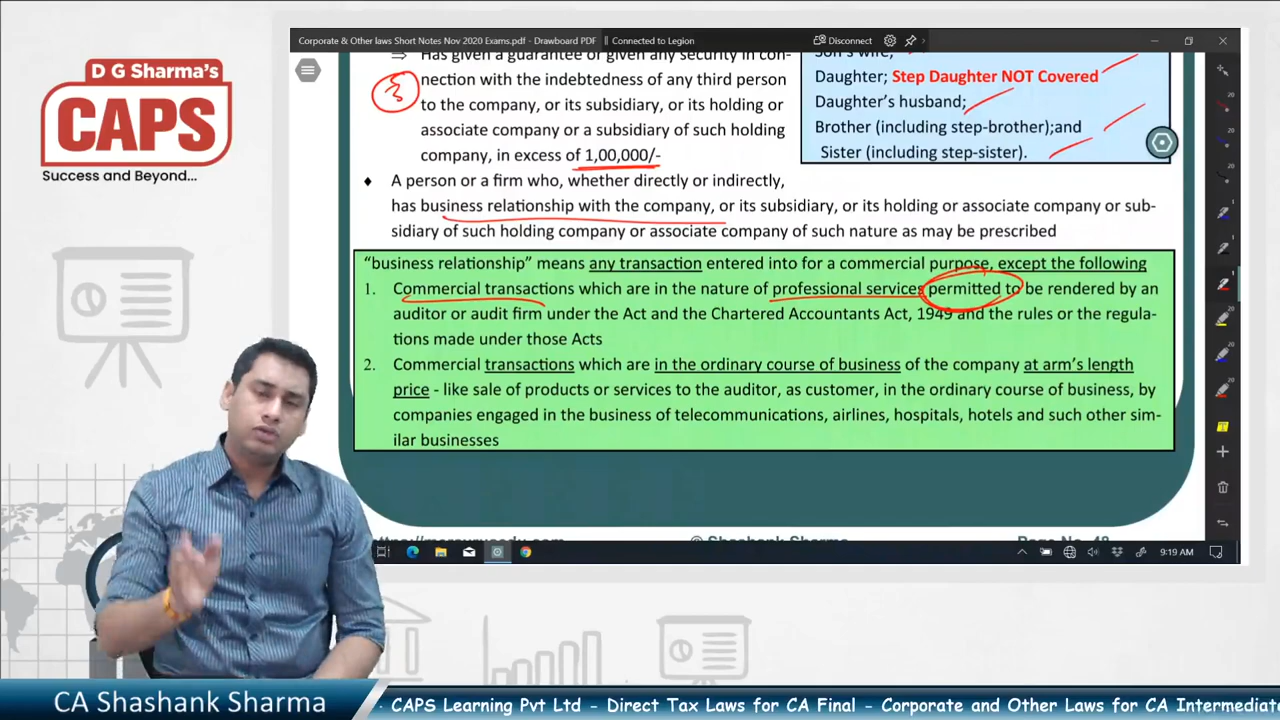 D G Sharma's
CAPS
Success and Beyond...
Corporate & Other laws Short Notes Nov 2020 Exams.pdf - Drawboard PDF
Connected to Legion
Disconnect
⇒ Has given a guarantee or given any security in con-
nection with the indebtedness of any third person
to the company, or its subsidiary, or its holding or
associate company or a subsidiary of such holding
company, in excess of 1,00,000/-
3
Son's wife;
Daughter; Step Daughter NOT Covered
Daughter's husband;
Brother (including step-brother);and
Sister (including step-sister).
♦ A person or a firm who, whether directly or indirectly,
has business relationship with the company, or its subsidiary, or its holding or associate company or sub-
sidiary of such holding company or associate company of such nature as may be prescribed
"business relationship" means any transaction entered into for a commercial purpose, except the following
1. Commercial transactions which are in the nature of professional services permitted to be rendered by an
auditor or audit firm under the Act and the Chartered Accountants Act, 1949 and the rules or the regula-
tions made under those Acts
2. Commercial transactions which are in the ordinary course of business of the company at arm's length
price - like sale of products or services to the auditor, as customer, in the ordinary course of business, by
companies engaged in the business of telecommunications, airlines, hospitals, hotels and such other sim-
ilar businesses
@ Shashank Sharma
Page No. 48
9:19 AM
CA Shashank Sharma
CAPS Learning Pvt Ltd – Direct Tax Laws for CA Final – Corporate and Other Laws for CA Intermediate